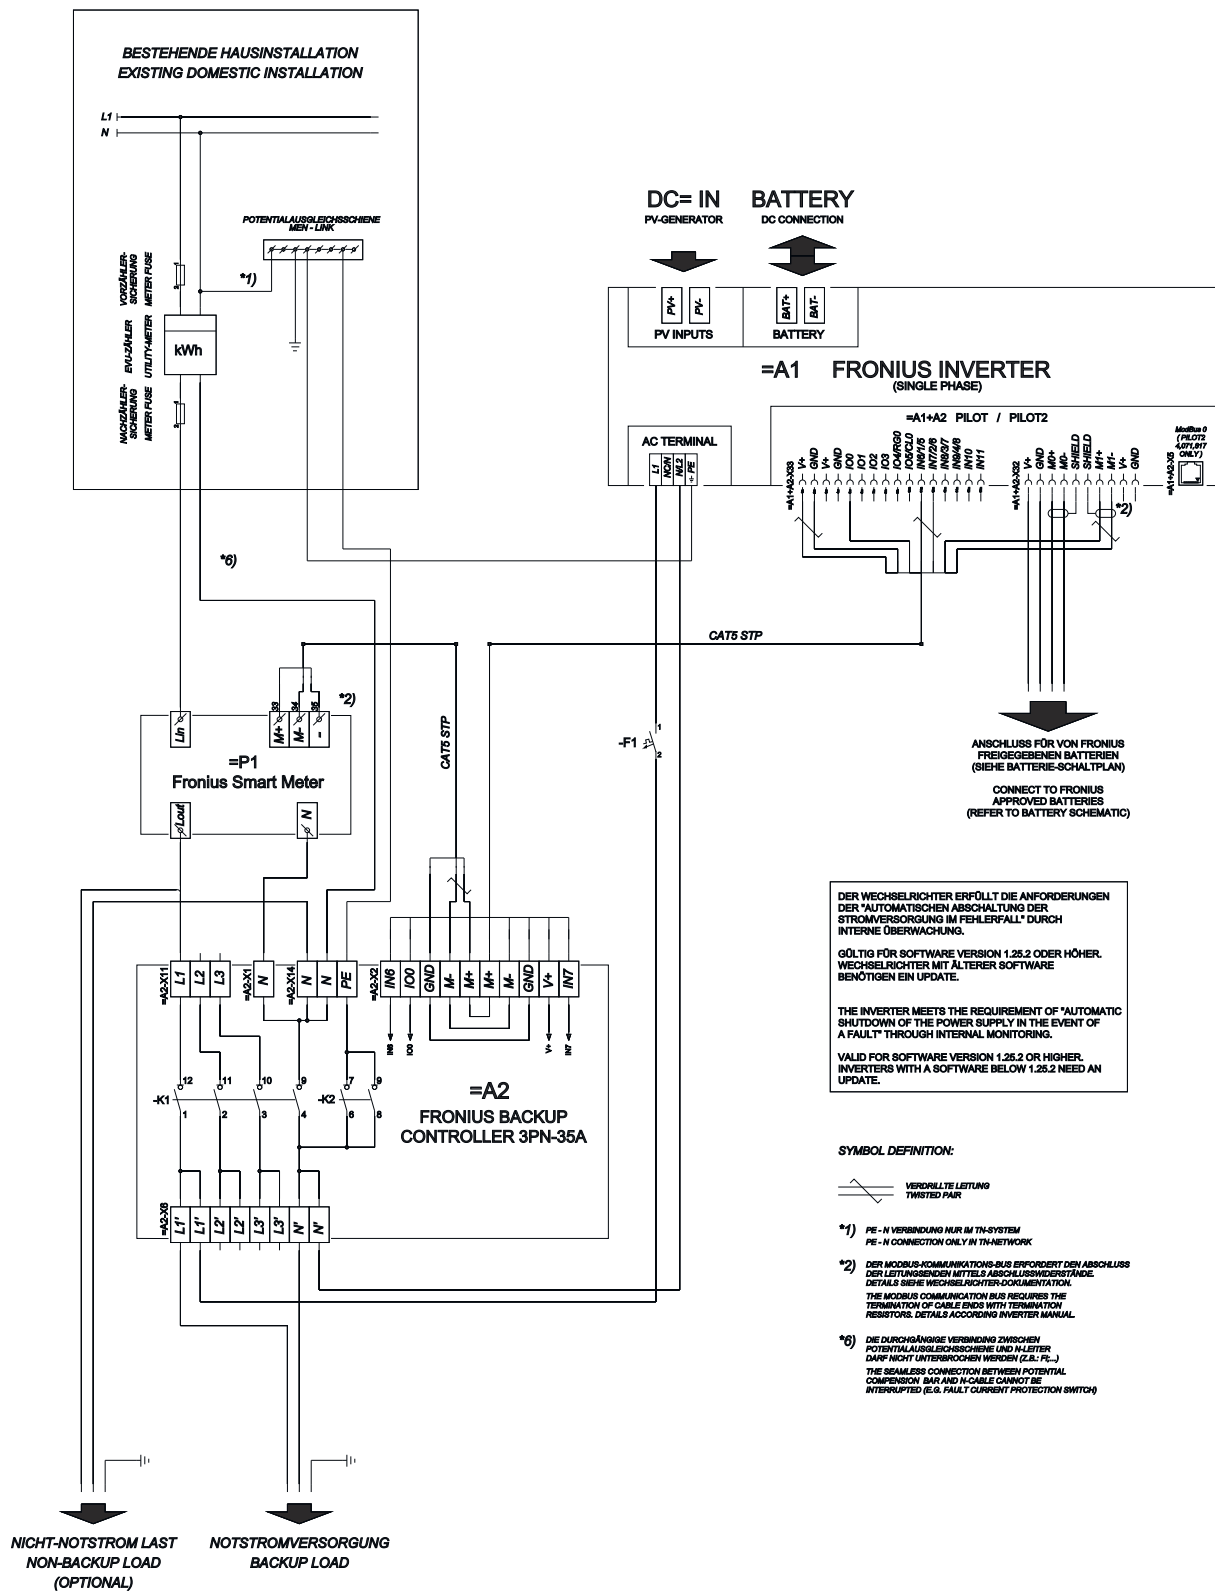 BESTEHENDE HAUSINSTALLATION
EXISTING DOMESTIC INSTALLATION
L1
N
POTENTIALAUSGLEICHSSCHIENE
MEN - LINK
*1)
VORZÄHLER-
SICHERUNG
METER FUSE
1
2
EVU-ZÄHLER
UTILITY-METER
kWh
NACHZÄHLER-
SICHERUNG
METER FUSE
1
2
*6)
DC= IN
PV-GENERATOR
BATTERY
DC CONNECTION
PV+
PV-
PV INPUTS
BAT+
BAT-
BATTERY
=A1 FRONIUS INVERTER
(SINGLE PHASE)
AC TERMINAL
L1
NC/N
N/L2
PE
=A1+A2 PILOT / PILOT2
=A1+A2-X33
V+
GND
V+
GND
IO0
IO1
IO2
IO3
IO4/RG0
IO5/CL0
IN6/1/5
IN7/2/6
IN8/3/7
IN9/4/8
IN10
IN11
=A1+A2-X32
V+
GND
M0+
M0-
SHIELD
SHIELD
M1+
M1-
V+
GND
*2)
ModBus 0
( PILOT2
4,071,817
ONLY )
=A1+A2-X5
CAT5 STP
CAT5 STP
Lin
33
34
35
M+
M-
-
*2)
=P1
Fronius Smart Meter
Lout
N
-F1
1
2
ANSCHLUSS FÜR VON FRONIUS
FREIGEGEBENEN BATTERIEN
(SIEHE BATTERIE-SCHALTPLAN)
CONNECT TO FRONIUS
APPROVED BATTERIES
(REFER TO BATTERY SCHEMATIC)
DER WECHSELRICHTER ERFÜLLT DIE ANFORDERUNGEN
DER "AUTOMATISCHEN ABSCHALTUNG DER
STROMVERSORGUNG IM FEHLERFALL" DURCH
INTERNE ÜBERWACHUNG.
GÜLTIG FÜR SOFTWARE VERSION 1.25.2 ODER HÖHER.
WECHSELRICHTER MIT ÄLTERER SOFTWARE
BENÖTIGEN EIN UPDATE.
THE INVERTER MEETS THE REQUIREMENT OF "AUTOMATIC
SHUTDOWN OF THE POWER SUPPLY IN THE EVENT OF
A FAULT" THROUGH INTERNAL MONITORING.
VALID FOR SOFTWARE VERSION 1.25.2 OR HIGHER.
INVERTERS WITH A SOFTWARE BELOW 1.25.2 NEED AN
UPDATE.
=A2-X11
L1
L2
L3
=A2-X1
N
=A2-X14
N
N
PE
=A2-X2
IN6
IO0
GND
M-
M+
M+
M-
GND
V+
IN7
IN6
IO0
V+
IN7
-K1
12
11
10
9
1
2
3
4
-K2
7
9
6
8
=A2
FRONIUS BACKUP
CONTROLLER 3PN-35A
=A2-X6
L1'
L1'
L2'
L2'
L3'
L3'
N'
N'
SYMBOL DEFINITION:
VERDRILLTE LEITUNG
TWISTED PAIR
*1) PE - N VERBINDUNG NUR IM TN-SYSTEM
PE - N CONNECTION ONLY IN TN-NETWORK
*2) DER MODBUS-KOMMUNIKATIONS-BUS ERFORDERT DEN ABSCHLUSS
DER LEITUNGSENDEN MITTELS ABSCHLUSSWIDERSTÄNDE.
DETAILS SIEHE WECHSELRICHTER-DOKUMENTATION.
THE MODBUS COMMUNICATION BUS REQUIRES THE
TERMINATION OF CABLE ENDS WITH TERMINATION
RESISTORS. DETAILS ACCORDING INVERTER MANUAL.
*6) DIE DURCHGÄNGIGE VERBINDING ZWISCHEN
POTENTIALAUSGLEICHSSCHIENE UND N-LEITER
DARF NICHT UNTERBROCHEN WERDEN (Z.B.: FI;...)
THE SEAMLESS CONNECTION BETWEEN POTENTIAL
COMPENSION BAR AND N-CABLE CANNOT BE
INTERRUPTED (E.G. FAULT CURRENT PROTECTION SWITCH)
NICHT-NOTSTROM LAST
NON-BACKUP LOAD
(OPTIONAL)
NOTSTROMVERSORGUNG
BACKUP LOAD